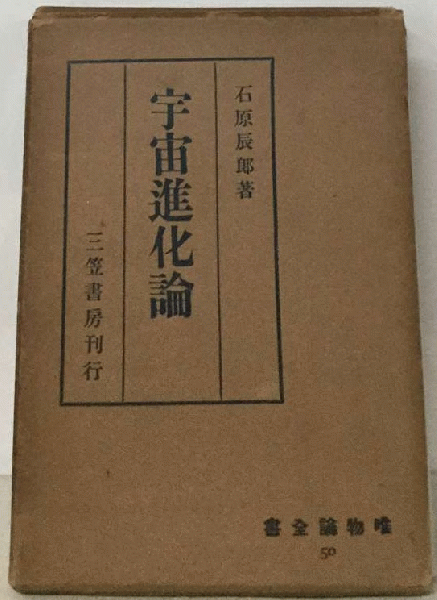 石原辰郎著
宇宙進化論
三笠書房刊行
唯物論全書
50